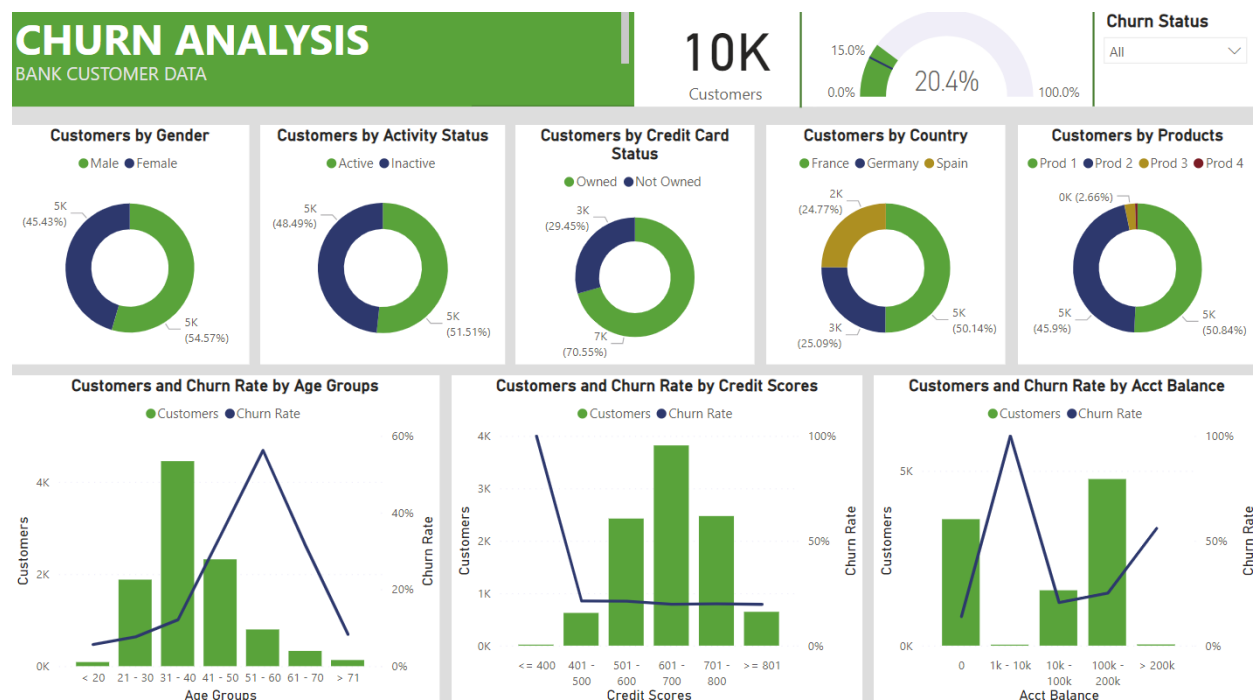 CHURN ANALYSIS
BANK CUSTOMER DATA
10K
Customers
15.0%
0.0%
20.4%
100.0%
Churn Status
All
Customers by Gender
Male Female
5K
(45.43%)
5K
(54.57%)
Customers by Activity Status
Active Inactive
5K
(48.49%)
5K
(51.51%)
Customers by Credit Card
Status
Owned Not Owned
3K
(29.45%)
7K
(70.55%)
Customers by Country
France Germany Spain
2K
(24.77%)
3K
(25.09%)
5K
(50.14%)
Customers by Products
Prod 1 Prod 2 Prod 3 Prod 4
0K (2.66%)
5K
(45.9%)
5K
(50.84%)
Customers and Churn Rate by Age Groups
Customers Churn Rate
60%
4K
40%
2K
20%
0K
0%
Customers
Churn Rate
< 20 21 - 30 31 - 40 41 - 50 51 - 60 61 - 70 > 71
Age Groups
Customers and Churn Rate by Credit Scores
Customers Churn Rate
4K
100%
3K
2K
50%
1K
0K
0%
Customers
Churn Rate
<= 400 401 - 501 - 601 - 701 - >= 801
500 600 700 800
Credit Scores
Customers and Churn Rate by Acct Balance
Customers Churn Rate
100%
5K
50%
0K
0%
Customers
Churn Rate
0 1k - 10k 10k - 100k - > 200k
100k 200k
Acct Balance